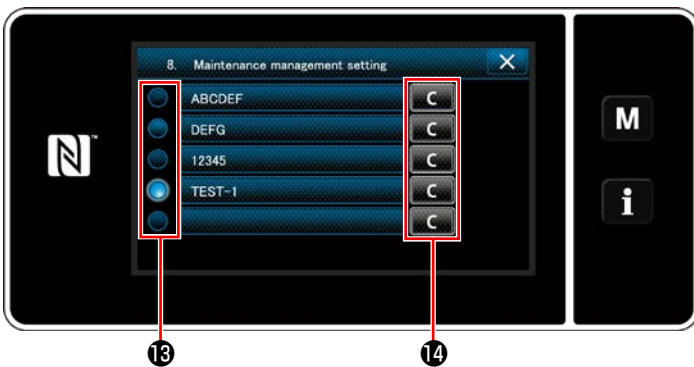 8. Maintenance management setting
ABCDEF C
DEFG C
12345 C
TEST-1 C
C
M
i
N
⓭ ⓮